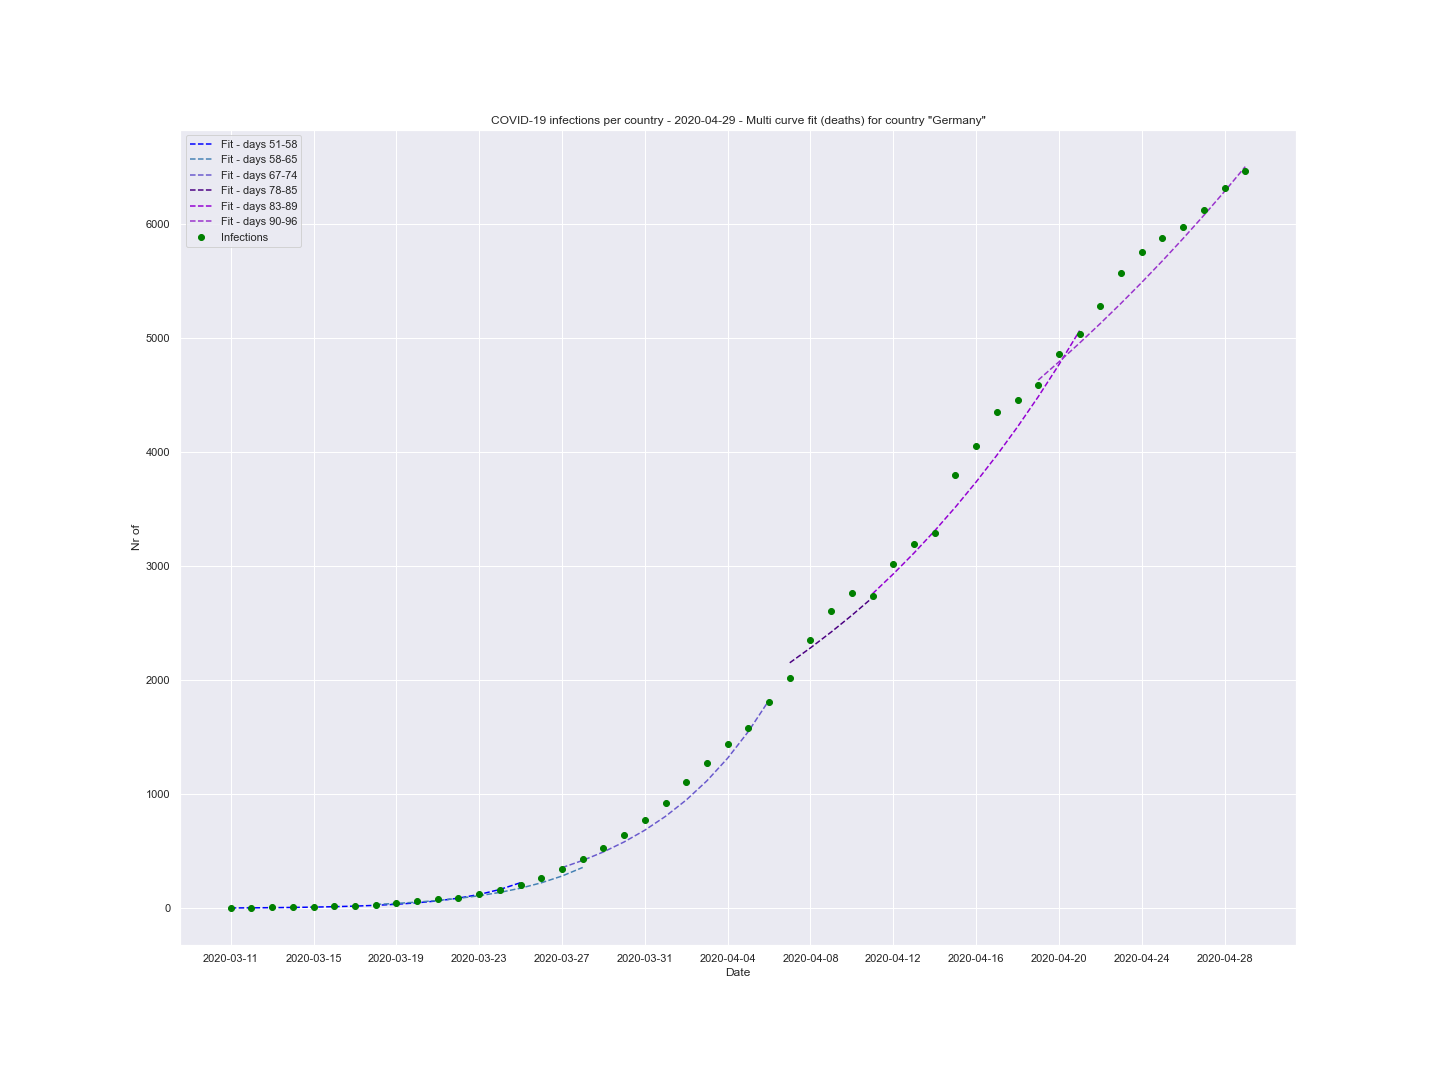 COVID-19 infections per country - 2020-04-29 - Multi curve fit (deaths) for country "Germany"
Fit - days 51-58
Fit - days 58-65
Fit - days 67-74
Fit - days 78-85
Fit - days 83-89
Fit - days 90-96
Infections
6000
5000
4000
3000
2000
1000
0
Nr of
2020-03-11 2020-03-15 2020-03-19 2020-03-23 2020-03-27 2020-03-31 2020-04-04 2020-04-08 2020-04-12 2020-04-16 2020-04-20 2020-04-24 2020-04-28
Date